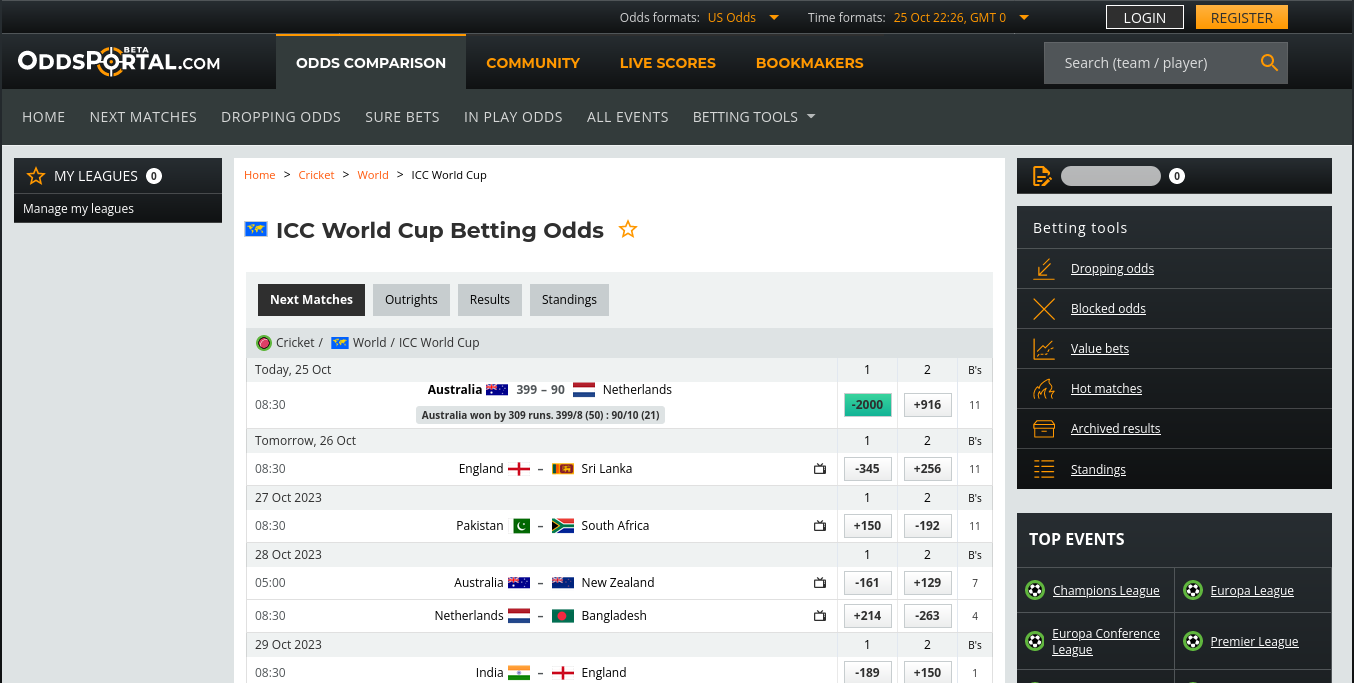 Odds formats: US Odds Time formats: 25 Oct 22:26, GMT 0 LOGIN REGISTER
ODDSPORTAL.COM BETA
ODDS COMPARISON COMMUNITY LIVE SCORES BOOKMAKERS Search (team / player)
HOME NEXT MATCHES DROPPING ODDS SURE BETS IN PLAY ODDS ALL EVENTS BETTING TOOLS
MY LEAGUES 0
Manage my leagues
Home > Cricket > World > ICC World Cup
ICC World Cup Betting Odds
Next Matches Outrights Results Standings
Cricket / World / ICC World Cup
Today, 25 Oct 1 2 B's
08:30 Australia 399 – 90 Netherlands -2000 +916 11
Australia won by 309 runs. 399/8 (50) : 90/10 (21)
Tomorrow, 26 Oct 1 2 B's
08:30 England – Sri Lanka -345 +256 11
27 Oct 2023 1 2 B's
08:30 Pakistan – South Africa +150 -192 11
28 Oct 2023 1 2 B's
05:00 Australia – New Zealand -161 +129 7
08:30 Netherlands – Bangladesh +214 -263 4
29 Oct 2023 1 2 B's
08:30 India – England -189 +150 1
0
Betting tools
Dropping odds
Blocked odds
Value bets
Hot matches
Archived results
Standings
TOP EVENTS
Champions League Europa League
Europa Conference
League
Premier League